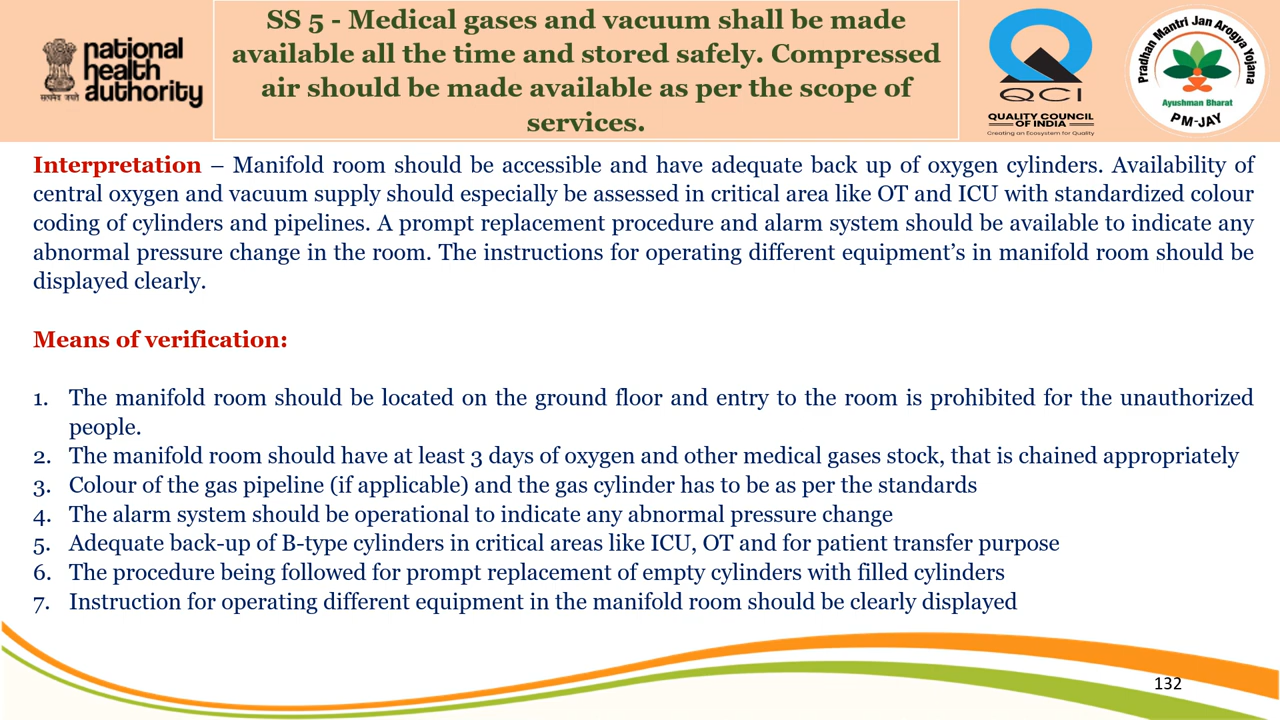 national
health
authority
सत्यमेव जयते
SS 5 - Medical gases and vacuum shall be made
available all the time and stored safely. Compressed
air should be made available as per the scope of
services.
QCI
QUALITY COUNCIL
OF INDIA
Creating an Ecosystem for Quality
Pradhan Mantri Jan Arogya Yojana
Ayushman Bharat
PM-JAY
Interpretation – Manifold room should be accessible and have adequate back up of oxygen cylinders. Availability of
central oxygen and vacuum supply should especially be assessed in critical area like OT and ICU with standardized colour
coding of cylinders and pipelines. A prompt replacement procedure and alarm system should be available to indicate any
abnormal pressure change in the room. The instructions for operating different equipment’s in manifold room should be
displayed clearly.
Means of verification:
1. The manifold room should be located on the ground floor and entry to the room is prohibited for the unauthorized
people.
2. The manifold room should have at least 3 days of oxygen and other medical gases stock, that is chained appropriately
3. Colour of the gas pipeline (if applicable) and the gas cylinder has to be as per the standards
4. The alarm system should be operational to indicate any abnormal pressure change
5. Adequate back-up of B-type cylinders in critical areas like ICU, OT and for patient transfer purpose
6. The procedure being followed for prompt replacement of empty cylinders with filled cylinders
7. Instruction for operating different equipment in the manifold room should be clearly displayed
132